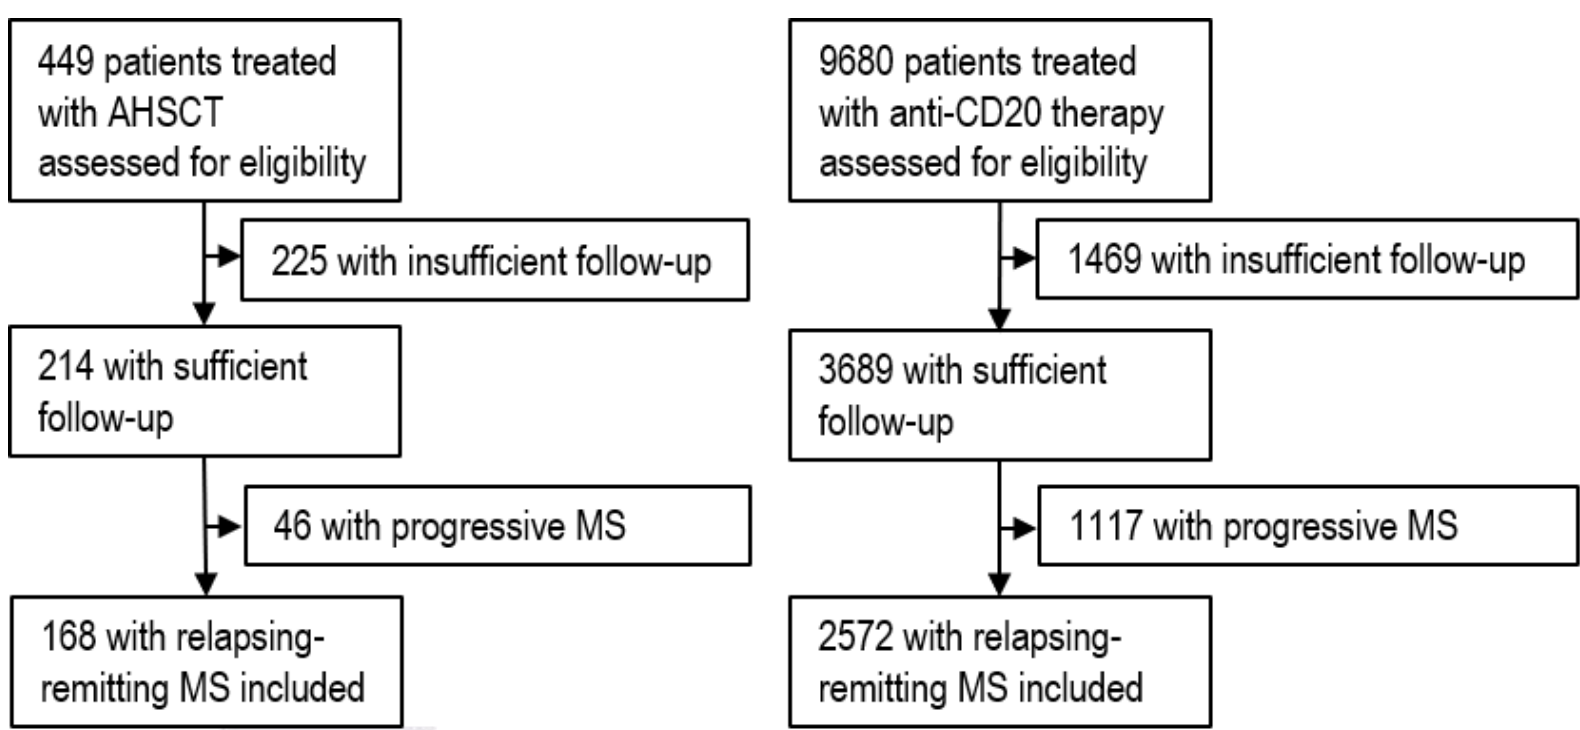 449 patients treated
with AHSCT
assessed for eligibility
225 with insufficient follow-up
214 with sufficient
follow-up
46 with progressive MS
168 with relapsing-
remitting MS included
9680 patients treated
with anti-CD20 therapy
assessed for eligibility
1469 with insufficient follow-up
3689 with sufficient
follow-up
1117 with progressive MS
2572 with relapsing-
remitting MS included